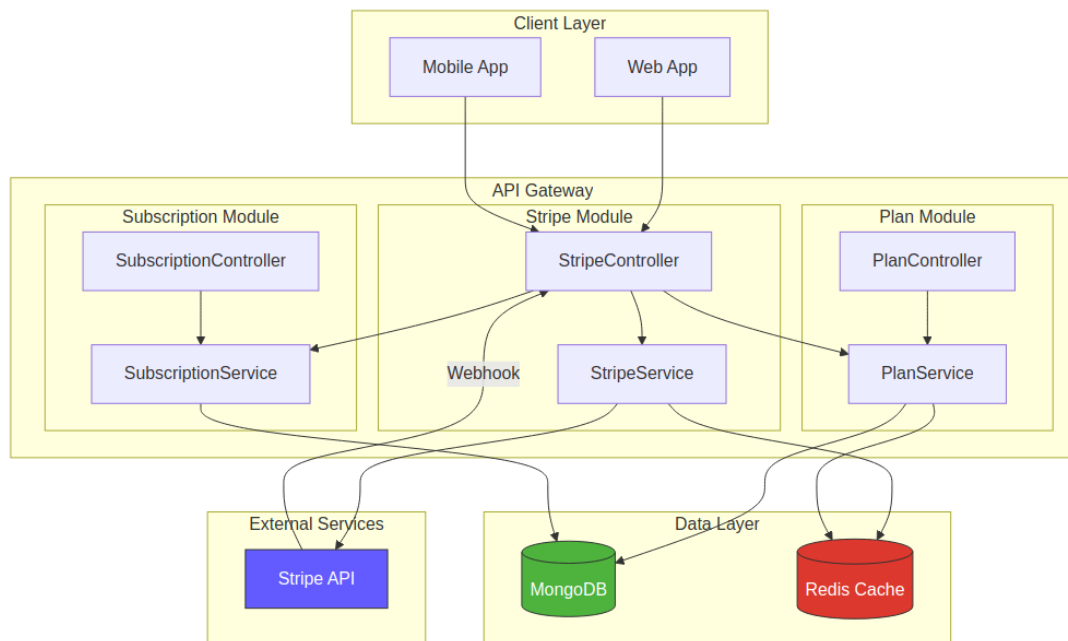 Client Layer
Mobile App
Web App
API Gateway
Subscription Module
Stripe Module
Plan Module
SubscriptionController
StripeController
PlanController
SubscriptionService
Webhook
StripeService
PlanService
External Services
Data Layer
Stripe API
MongoDB
Redis Cache